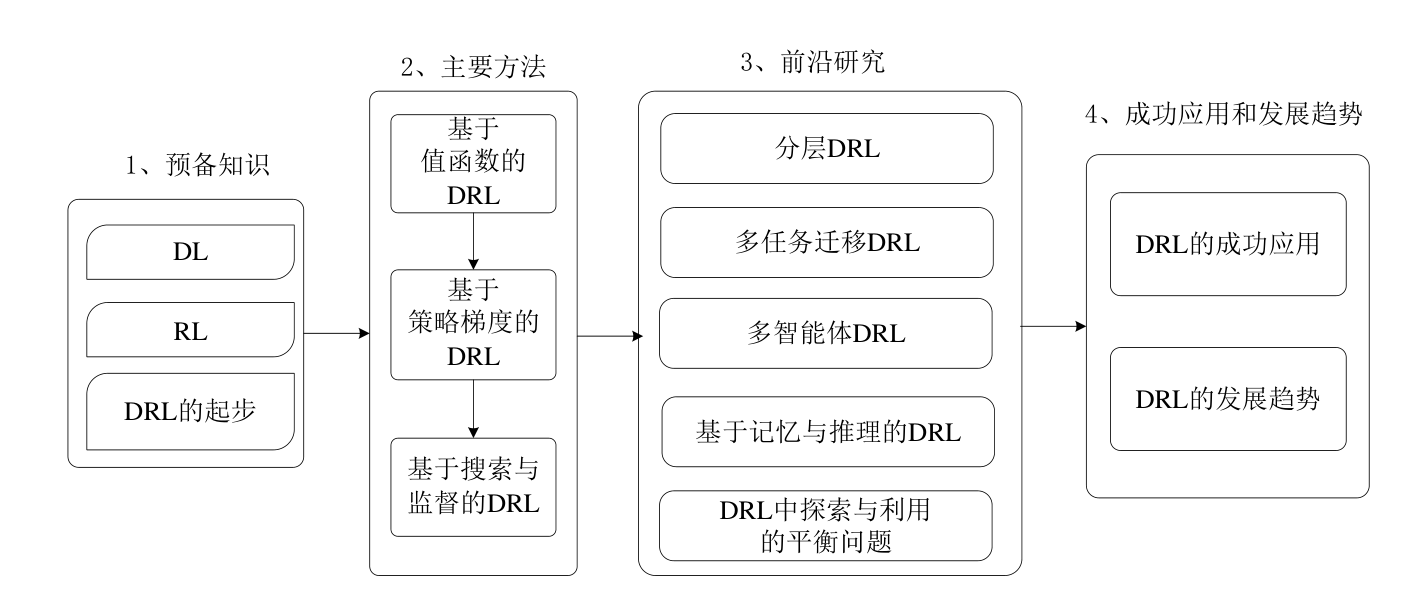 1、预备知识
DL
RL
DRL的起步
2、主要方法
基于
值函数的
DRL
基于
策略梯度的
DRL
基于搜索与
监督的DRL
3、前沿研究
分层DRL
多任务迁移DRL
多智能体DRL
基于记忆与推理的DRL
DRL中探索与利用
的平衡问题
4、成功应用和发展趋势
DRL的成功应用
DRL的发展趋势